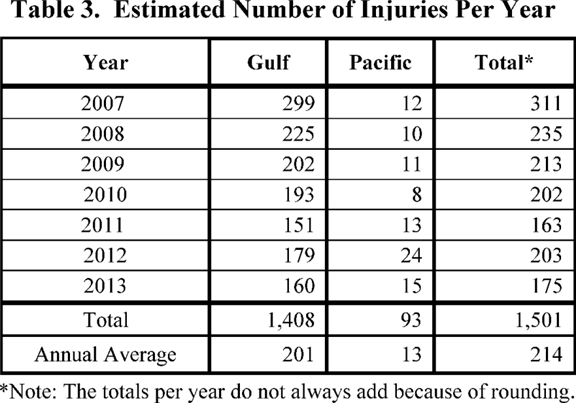 Table 3. Estimated Number of Injuries Per Year
Year Gulf Pacific Total*
2007 299 12 311
2008 225 10 235
2009 202 11 213
2010 193 8 202
2011 151 13 163
2012 179 24 203
2013 160 15 175
Total 1,408 93 1,501
Annual Average 201 13 214
*Note: The totals per year do not always add because of rounding.